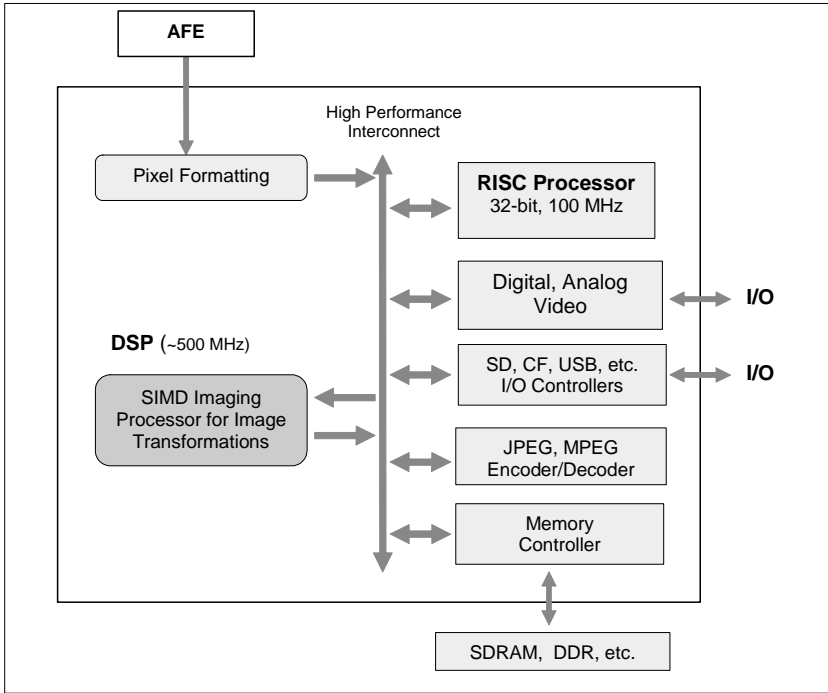 AFE
High Performance
Interconnect
Pixel Formatting
RISC Processor
32-bit, 100 MHz
Digital, Analog
Video
I/O
DSP (~500 MHz)
SD, CF, USB, etc.
I/O Controllers
I/O
SIMD Imaging
Processor for Image
Transformations
JPEG, MPEG
Encoder/Decoder
Memory
Controller
SDRAM, DDR, etc.